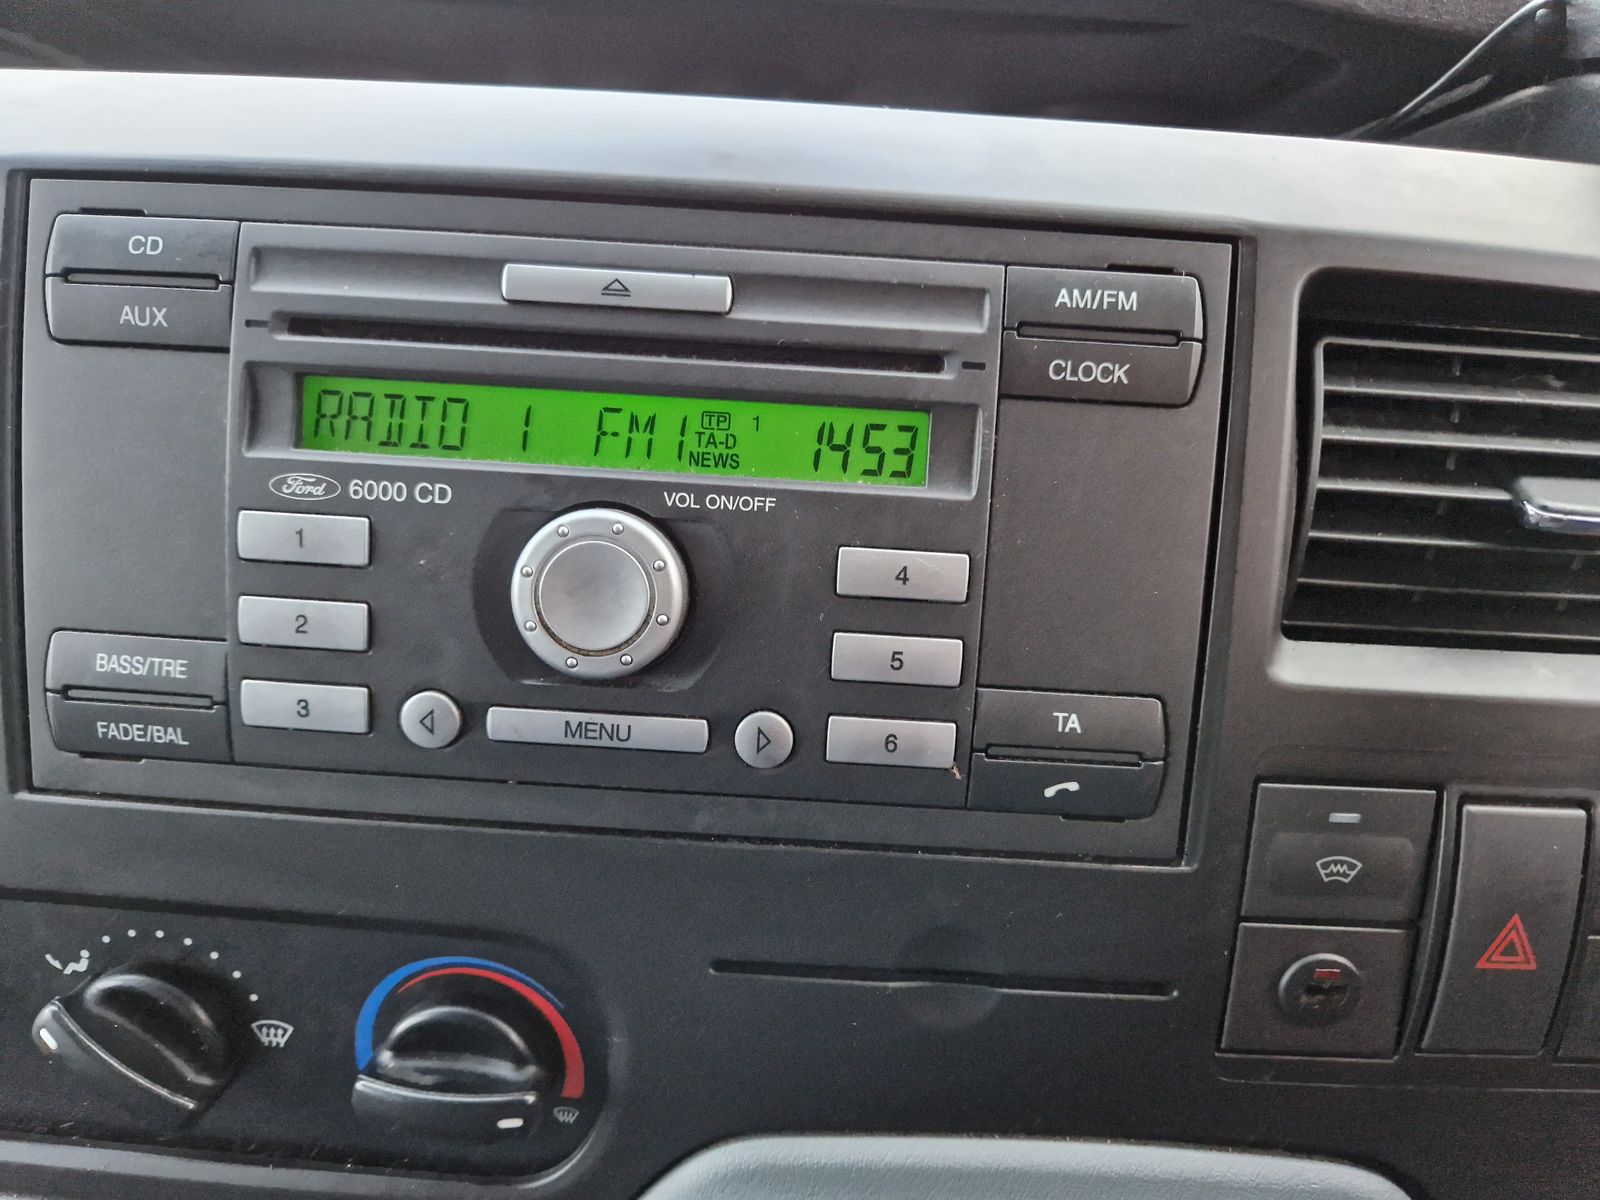 CD
AUX
AM/FM
CLOCK
RADIO 1 FM1 TP 1 1453
TA-D
NEWS
Ford 6000 CD
VOL ON/OFF
1
2
3
4
5
6
BASS/TRE
FADE/BAL
MENU
TA